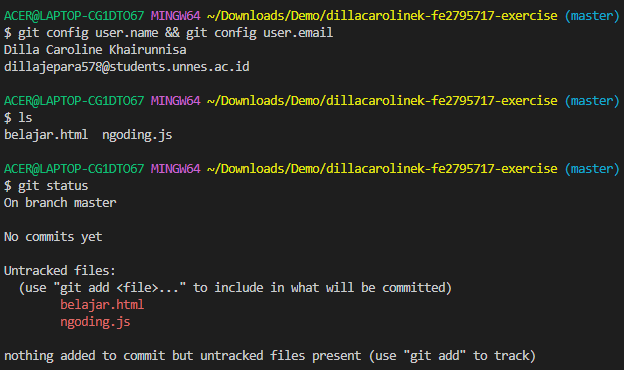 ACER@LAPTOP-CG1DTO67 MINGW64 ~/Downloads/Demo/dillacarolinek-fe2795717-exercise (master)
$ git config user.name && git config user.email
Dilla Caroline Khairunnisa
dillajepara578@students.unnes.ac.id

ACER@LAPTOP-CG1DTO67 MINGW64 ~/Downloads/Demo/dillacarolinek-fe2795717-exercise (master)
$ ls
belajar.html  ngoding.js

ACER@LAPTOP-CG1DTO67 MINGW64 ~/Downloads/Demo/dillacarolinek-fe2795717-exercise (master)
$ git status
On branch master

No commits yet

Untracked files:
  (use "git add <file>..." to include in what will be committed)
        belajar.html
        ngoding.js

nothing added to commit but untracked files present (use "git add" to track)